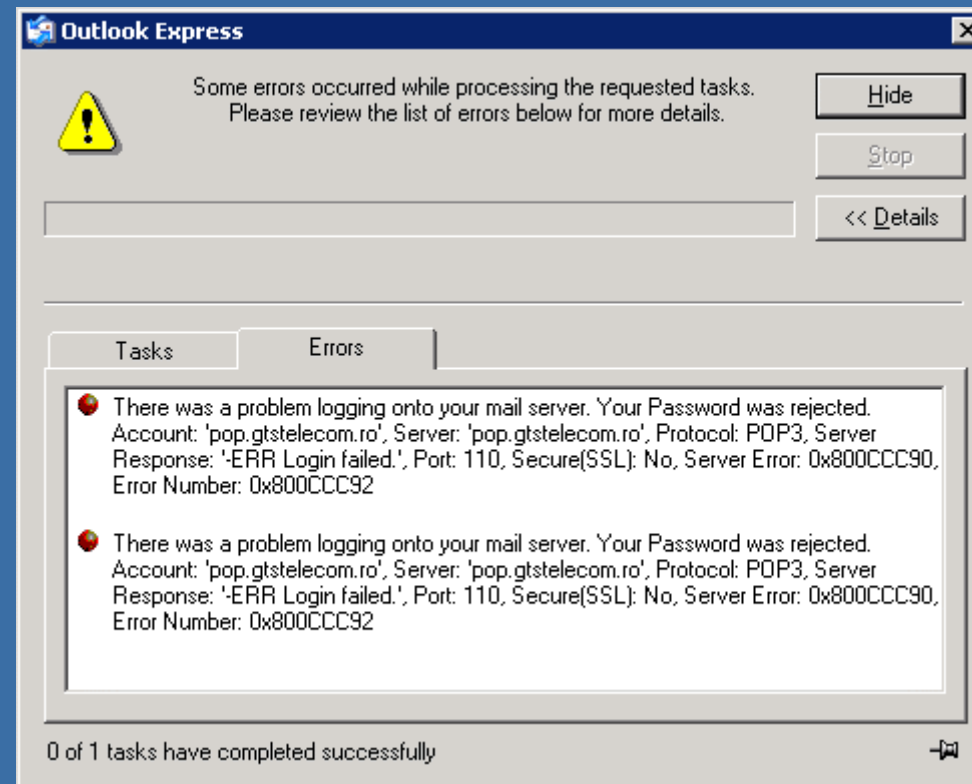 Outlook Express
Some errors occurred while processing the requested tasks.
Please review the list of errors below for more details.
Hide
Stop
<< Details
Tasks
Errors
There was a problem logging onto your mail server. Your Password was rejected.
Account: 'pop.gtstelecom.ro', Server: 'pop.gtstelecom.ro', Protocol: POP3, Server
Response: '-ERR Login failed.', Port: 110, Secure(SSL): No, Server Error: 0x800CCC90,
Error Number: 0x800CCC92
There was a problem logging onto your mail server. Your Password was rejected.
Account: 'pop.gtstelecom.ro', Server: 'pop.gtstelecom.ro', Protocol: POP3, Server
Response: '-ERR Login failed.', Port: 110, Secure(SSL): No, Server Error: 0x800CCC90,
Error Number: 0x800CCC92
0 of 1 tasks have completed successfully